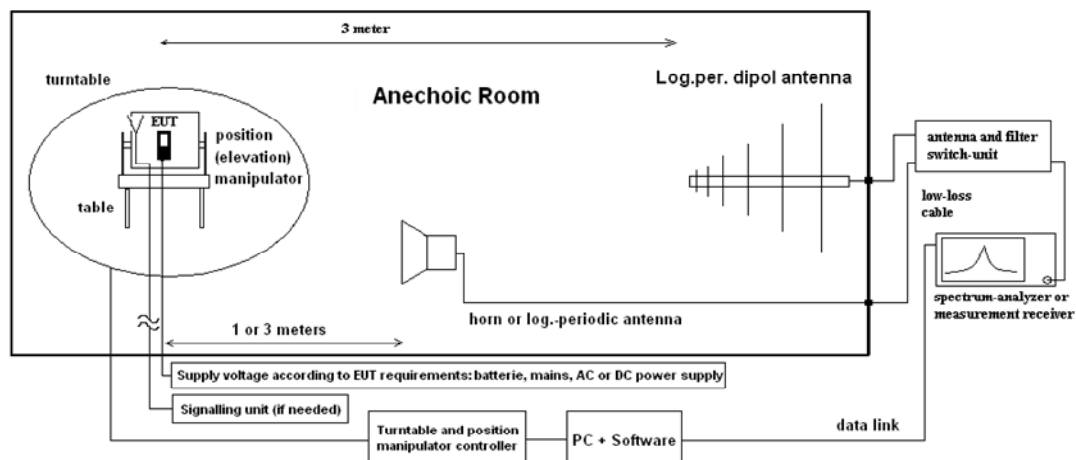 3 meter
turntable
Log.per. dipol antenna
Anechoic Room
EUT
position
(elevation)
manipulator
table
antenna and filter
switch-unit
low-loss
cable
spectrum-analyzer or
measurement receiver
horn or log.-periodic antenna
1 or 3 meters
Supply voltage according to EUT requirements: batterie, mains, AC or DC power supply
Signalling unit (if needed)
Turntable and position
manipulator controller
PC + Software
data link